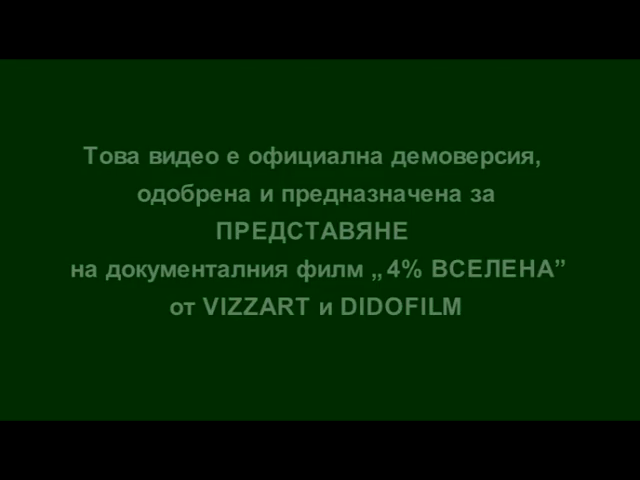 Това видео е официална демоверсия,
одобрена и предназначена за
ПРЕДСТАВЯНЕ
на документалния филм „4% ВСЕЛЕНА”
от VIZZART и DIDOFILM